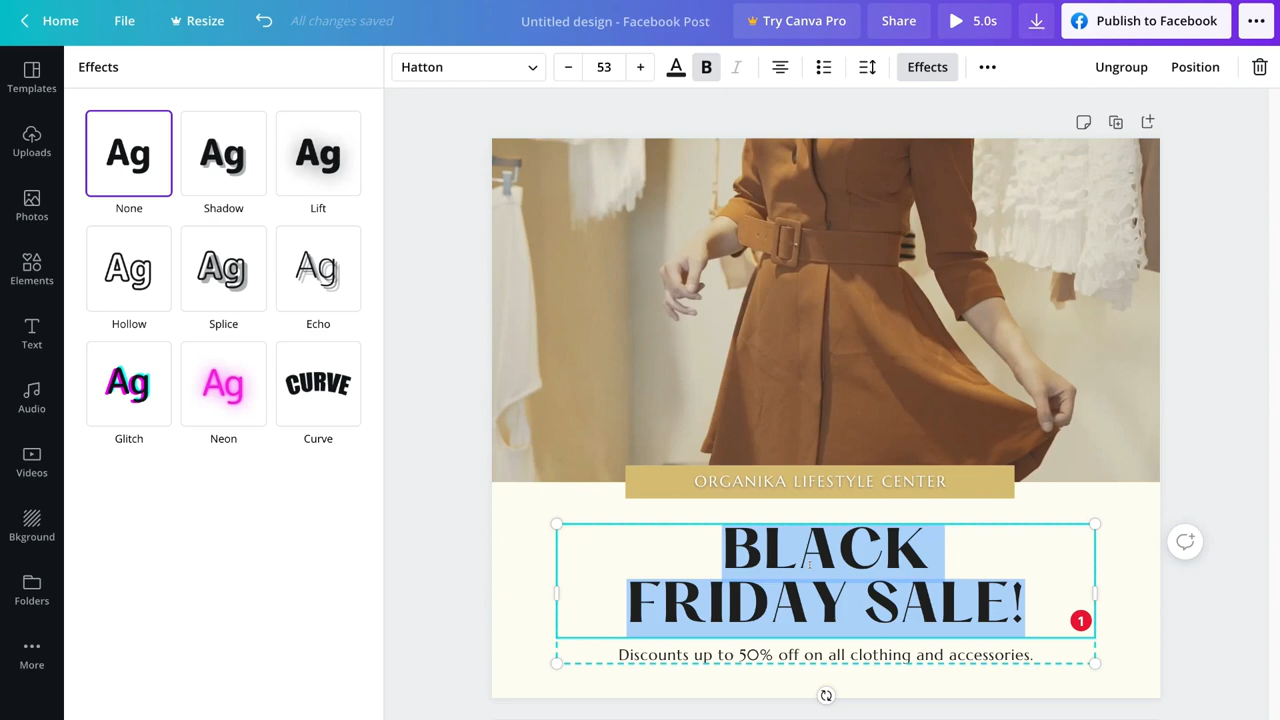 Home File Resize All changes saved Untitled design - Facebook Post Try Canva Pro Share 5.0s Publish to Facebook
Effects Hatton 53 A B I Effects Ungroup Position
Templates
Uploads
Photos
Elements
Text
Audio
Videos
Bkground
Folders
More
Ag Ag Ag
None Shadow Lift
Ag Ag Ag
Hollow Splice Echo
Ag Ag CURVE
Glitch Neon Curve
ORGANIKA LIFESTYLE CENTER
BLACK
FRIDAY SALE!
1
Discounts up to 50% off on all clothing and accessories.